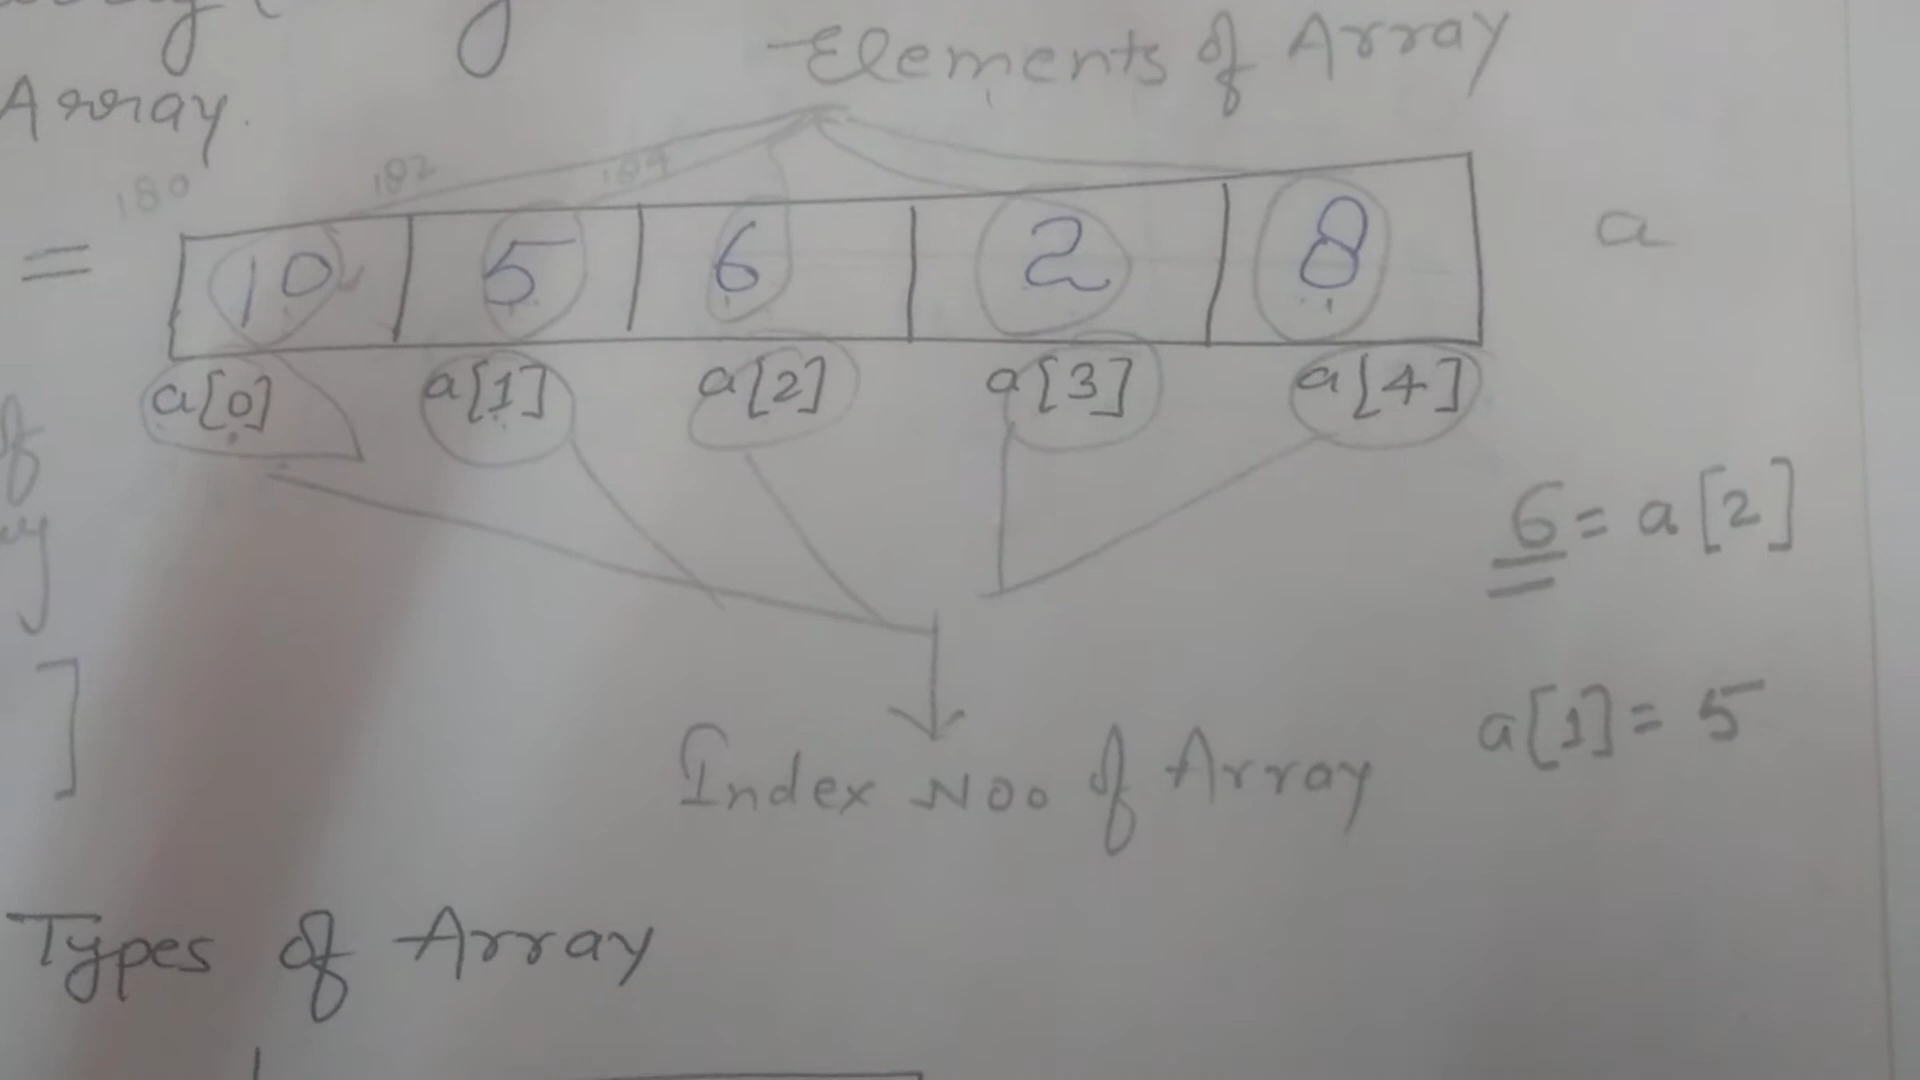 Elements of Array
Array.
180 182 184
= 10 5 6 2 8 a
a[0] a[1] a[2] a[3] a[4]
of
6 = a[2]
]
a[1] = 5
Index No. of Array
Types of Array